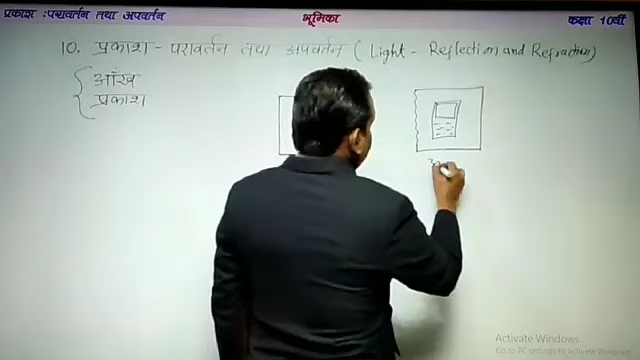 प्रकाश :परावर्तन तथा अपवर्तन
भूमिका
कक्षा 10वीं
10. प्रकाश - परावर्तन तथा अपवर्तन ( Light - Reflection and Refraction)
आँख
प्रकाश
Activate Windows
Go to PC settings to activate Windows.